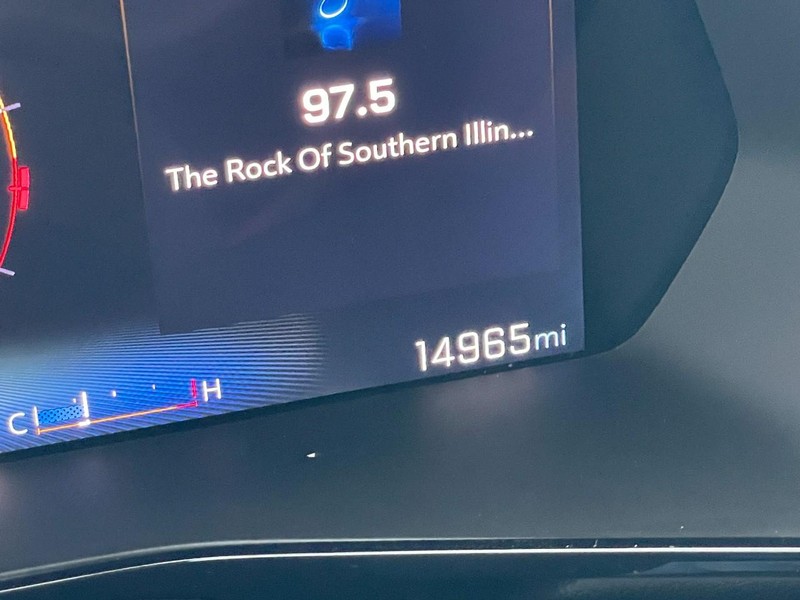 97.5
The Rock Of Southern Illin...
14965mi
C H